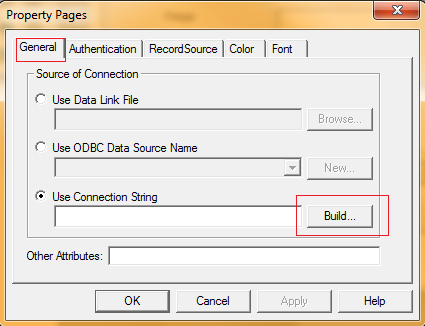 Property Pages
General Authentication RecordSource Color Font
Source of Connection
Use Data Link File
Browse...
Use ODBC Data Source Name
New...
Use Connection String
Build...
Other Attributes:
OK Cancel Apply Help